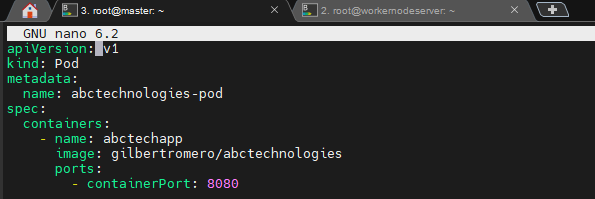 3. root@master: ~
2. root@workernodeserver: ~
GNU nano 6.2
apiVersion: v1
kind: Pod
metadata:
  name: abctechnologies-pod
spec:
  containers:
    - name: abctechapp
      image: gilbertromero/abctechnologies
      ports:
        - containerPort: 8080